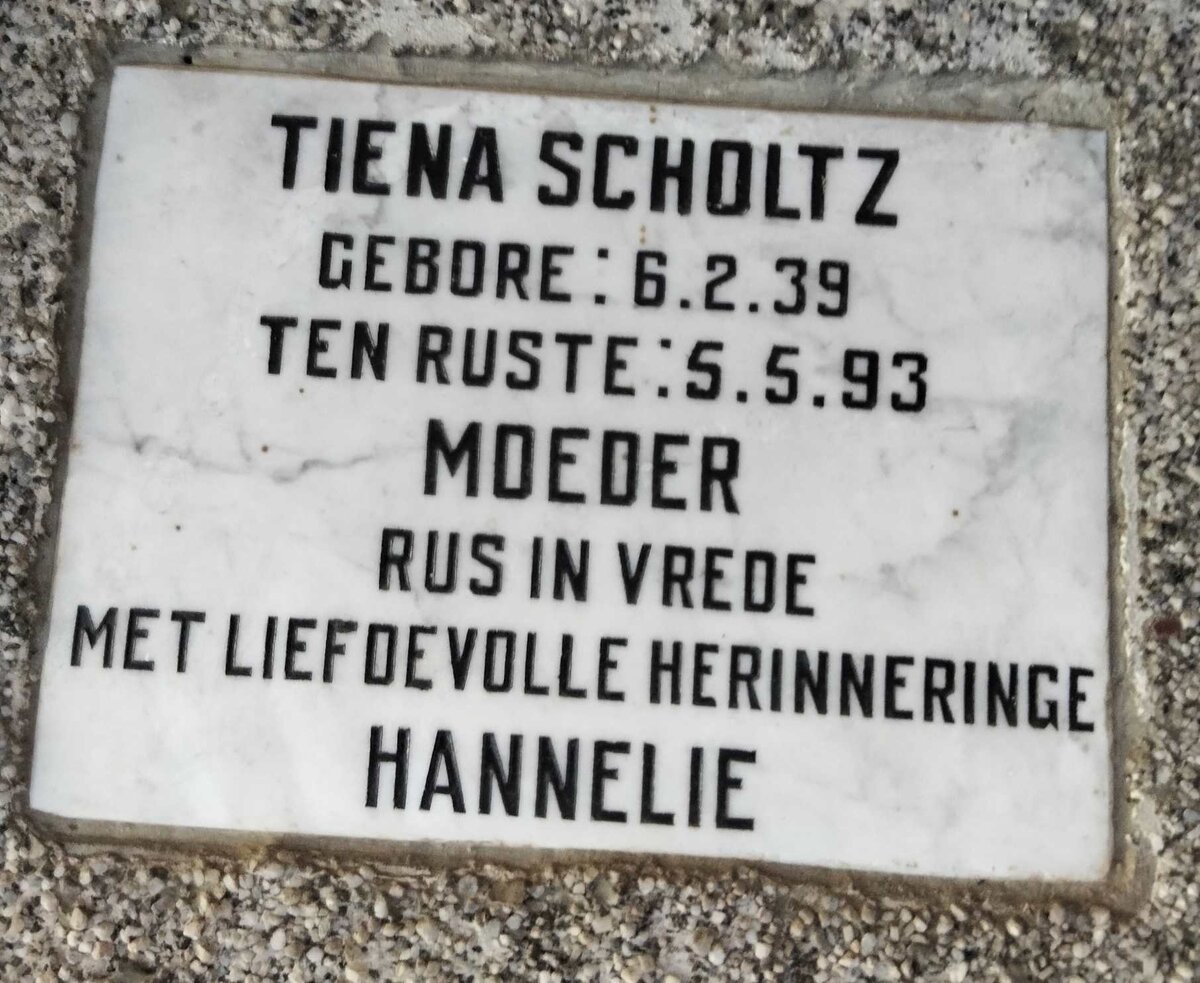 TIENA SCHOLTZ
GEBORE: 6.2.39
TEN RUSTE: 5.5.93
MOEDER
RUS IN VREDE
MET LIEFDEVOLLE HERINNERINGE
HANNELIE